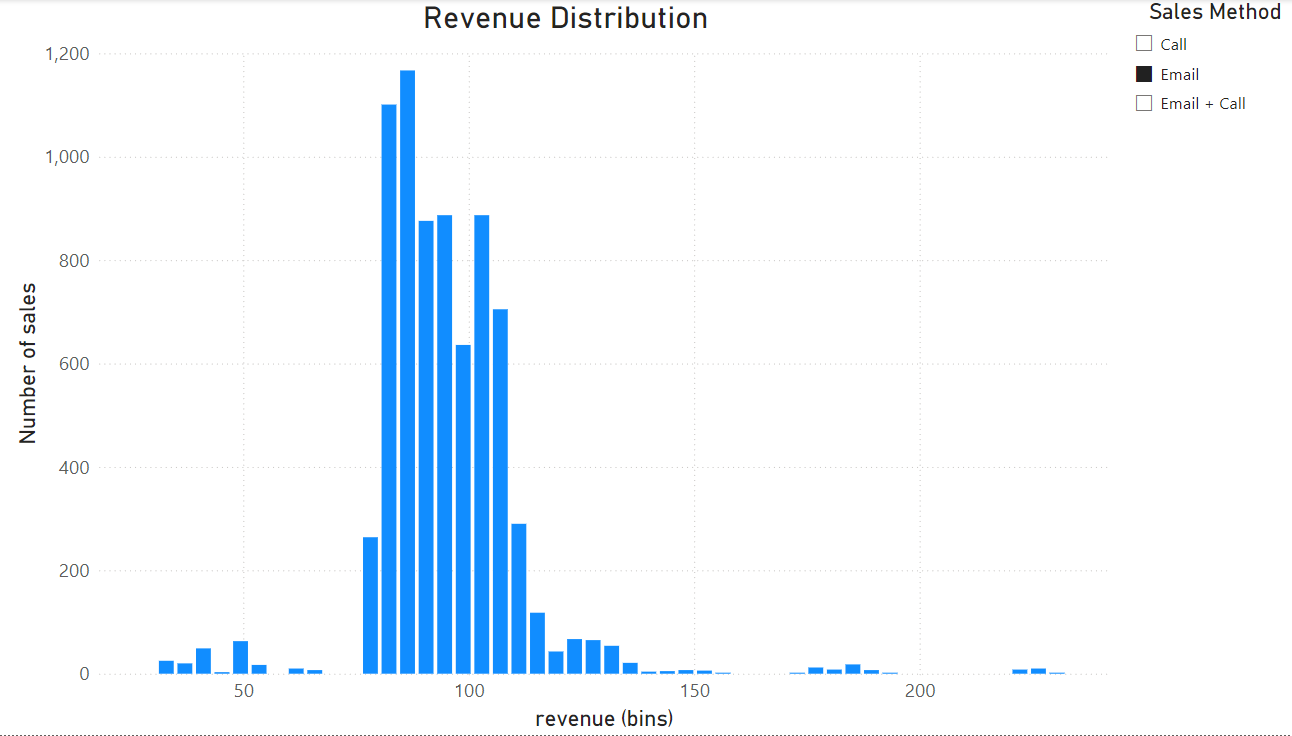 Revenue Distribution
Sales Method
Call
Email
Email + Call
Number of sales
1,200
1,000
800
600
400
200
0
50
100
150
200
revenue (bins)